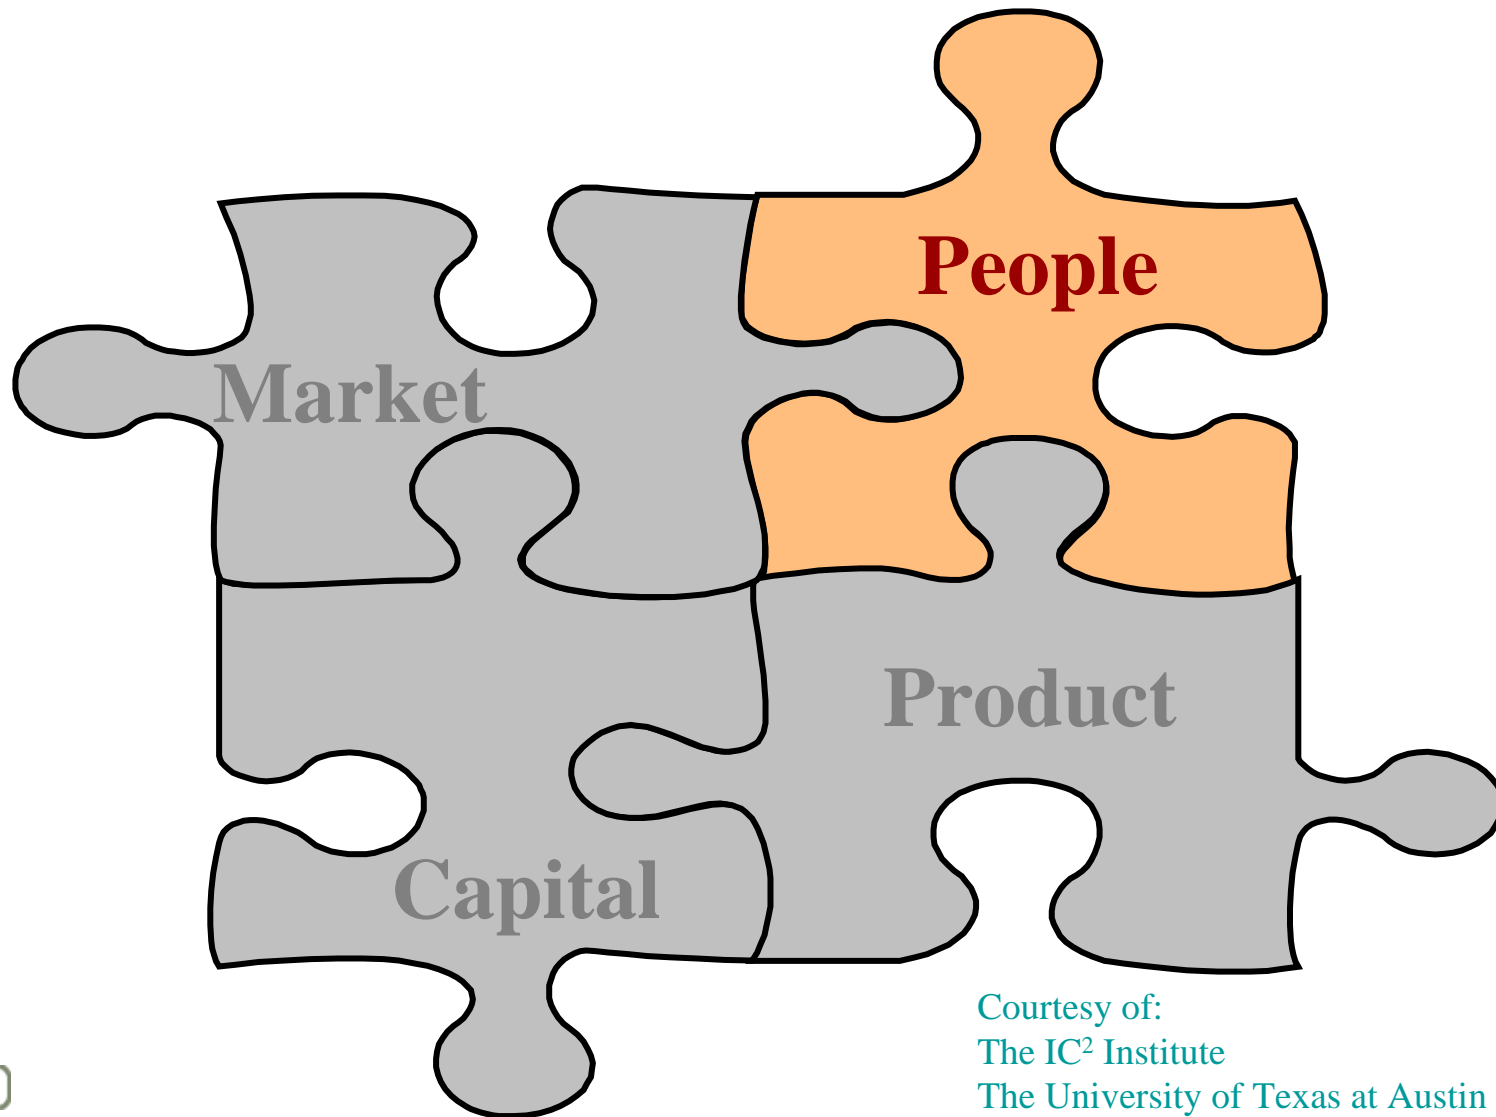 People
Market
Product
Capital
Courtesy of:
The IC² Institute
The University of Texas at Austin